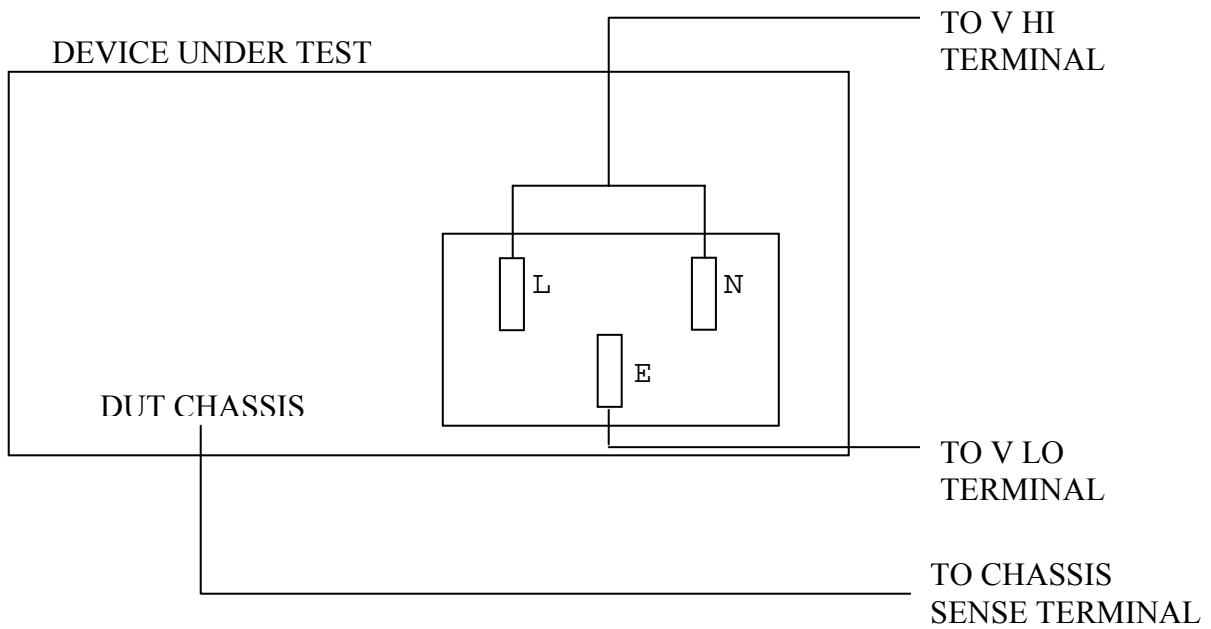 TO V HI
TERMINAL
DEVICE UNDER TEST
L
N
E
DUT CHASSIS
TO V LO
TERMINAL
TO CHASSIS
SENSE TERMINAL